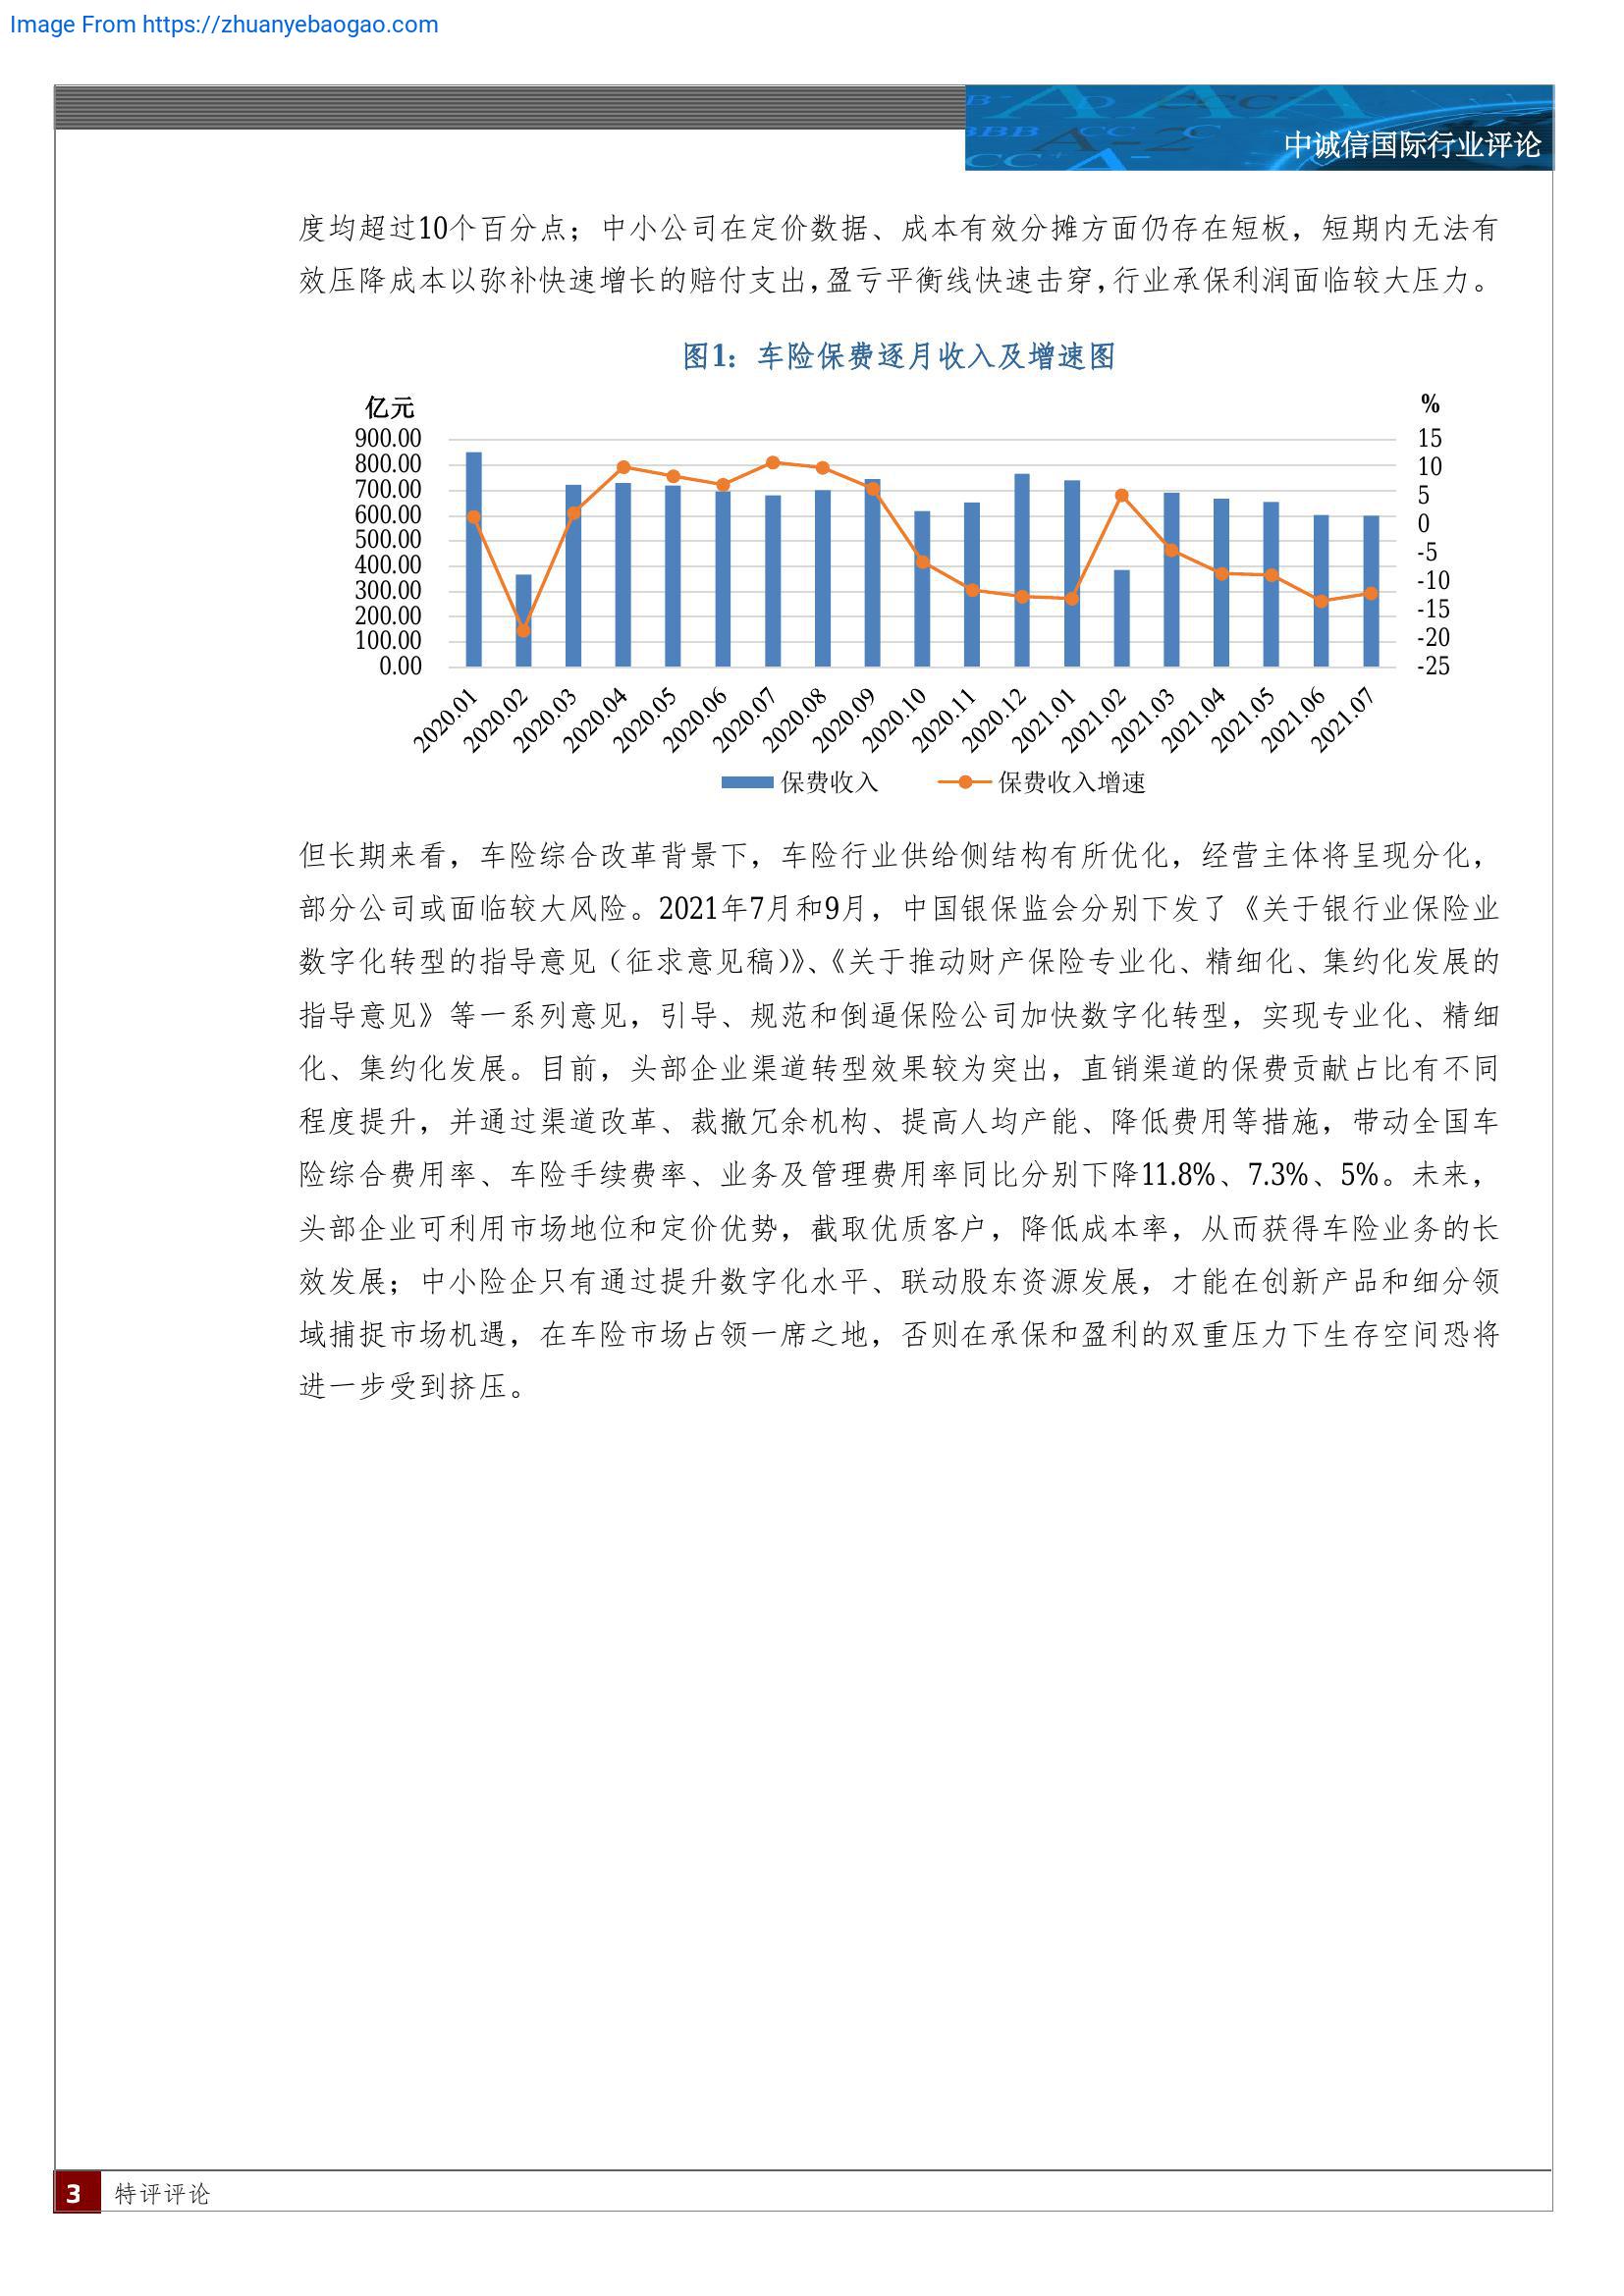 Image From https://zhuanyebaogao.com
中诚信国际行业评论
度均超过10个百分点；中小公司在定价数据、成本有效分摊方面仍存在短板，短期内无法有
效压降成本以弥补快速增长的赔付支出，盈亏平衡线快速击穿，行业承保利润面临较大压力。
图1：车险保费逐月收入及增速图
亿元
%
900.00
800.00
700.00
600.00
500.00
400.00
300.00
200.00
100.00
0.00
15
10
5
0
-5
-10
-15
-20
-25
2020.01
2020.02
2020.03
2020.04
2020.05
2020.06
2020.07
2020.08
2020.09
2020.10
2020.11
2020.12
2021.01
2021.02
2021.03
2021.04
2021.05
2021.06
2021.07
保费收入
保费收入增速
但长期来看，车险综合改革背景下，车险行业供给侧结构有所优化，经营主体将呈现分化，
部分公司或面临较大风险。2021年7月和9月，中国银保监会分别下发了《关于银行业保险业
数字化转型的指导意见（征求意见稿）》、《关于推动财产保险专业化、精细化、集约化发展的
指导意见》等一系列意见，引导、规范和倒逼保险公司加快数字化转型，实现专业化、精细
化、集约化发展。目前，头部企业渠道转型效果较为突出，直销渠道的保费贡献占比有不同
程度提升，并通过渠道改革、裁撤冗余机构、提高人均产能、降低费用等措施，带动全国车
险综合费用率、车险手续费率、业务及管理费用率同比分别下降11.8%、7.3%、5%。未来，
头部企业可利用市场地位和定价优势，截取优质客户，降低成本率，从而获得车险业务的长
效发展；中小险企只有通过提升数字化水平、联动股东资源发展，才能在创新产品和细分领
域捕捉市场机遇，在车险市场占领一席之地，否则在承保和盈利的双重压力下生存空间恐将
进一步受到挤压。
3
特评评论